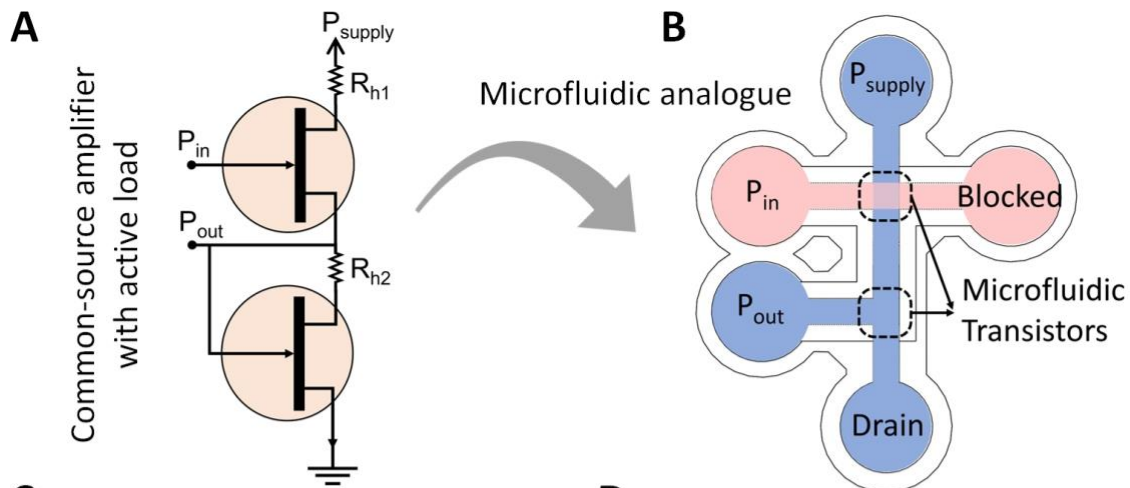 A
Common-source amplifier
with active load
P_supply
R_h1
P_in
P_out
R_h2
Microfluidic analogue
B
P_supply
P_in
Blocked
P_out
Microfluidic
Transistors
Drain